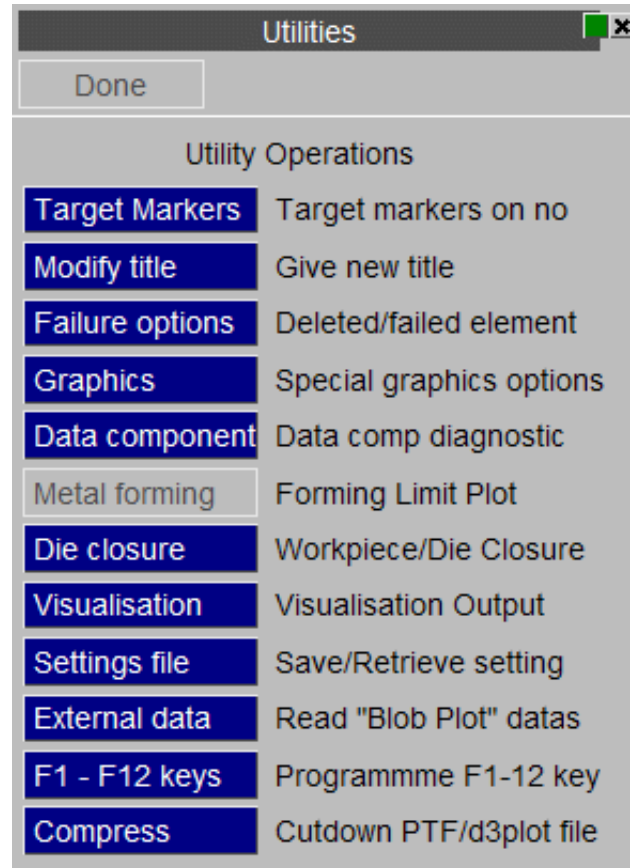 Utilities
Done
Utility Operations
Target Markers Target markers on no
Modify title Give new title
Failure options Deleted/failed element
Graphics Special graphics options
Data component Data comp diagnostic
Metal forming Forming Limit Plot
Die closure Workpiece/Die Closure
Visualisation Visualisation Output
Settings file Save/Retrieve setting
External data Read "Blob Plot" datas
F1 - F12 keys Programmme F1-12 key
Compress Cutdown PTF/d3plot file